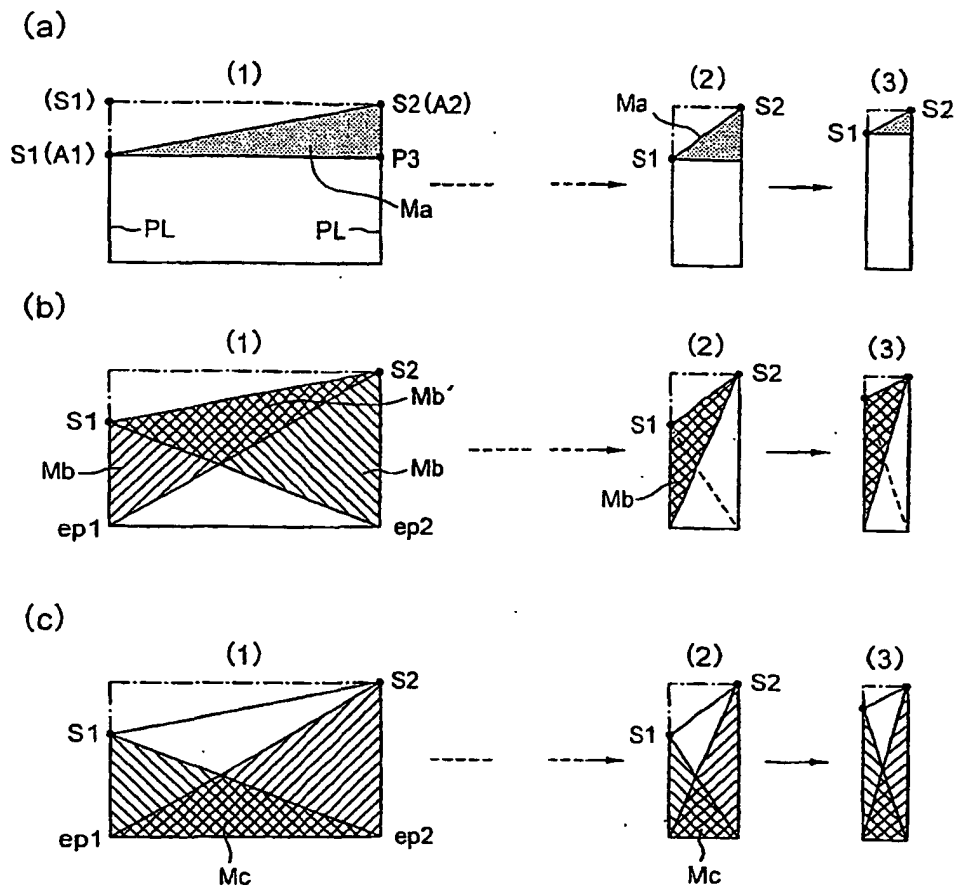 (a)
(1) (2) (3)
(S1) S2(A2) Ma S2 S2
S1(A1) P3 S1 S1
Ma
PL PL
(b)
(1) (2) (3)
S2 S2
Mb′
S1 S1
Mb Mb Mb
ep1 ep2
(c)
(1) (2) (3)
S2 S2
S1 S1
ep1 ep2
Mc Mc